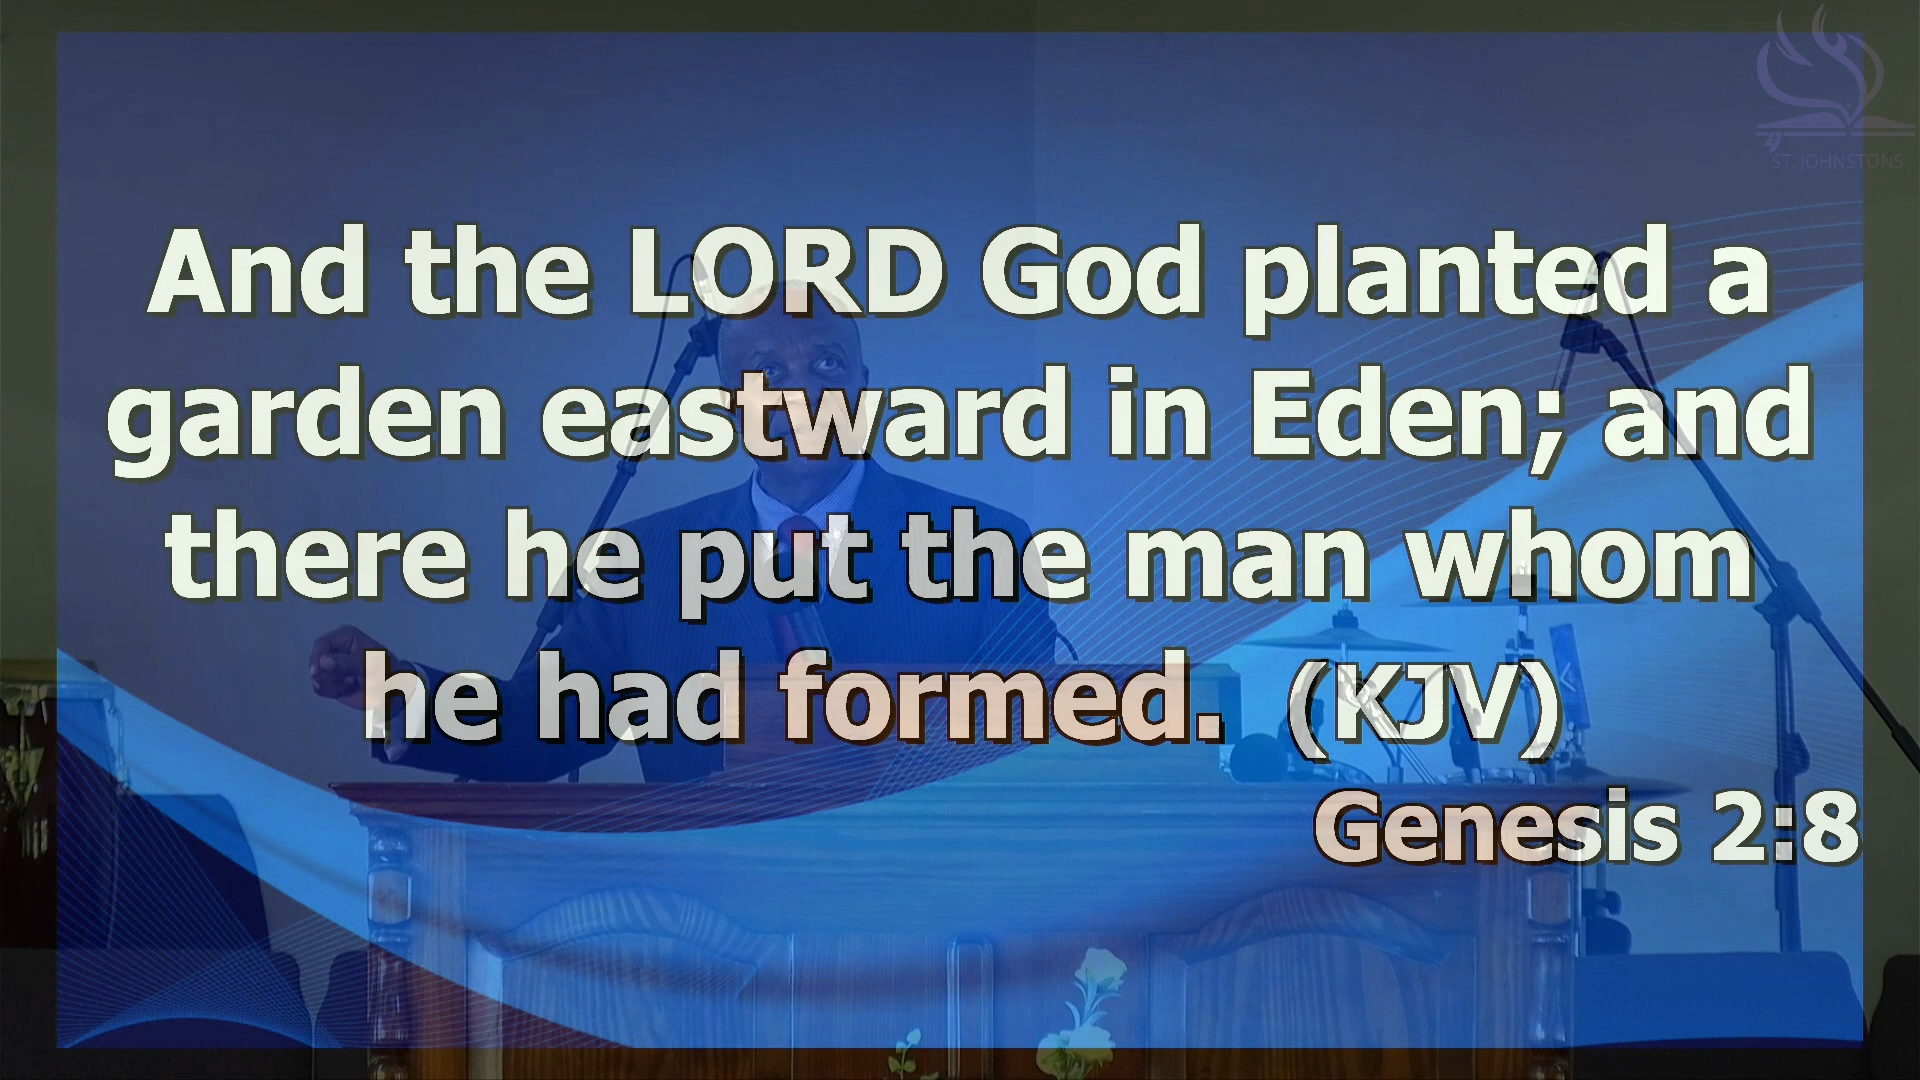 ST. JOHNSTONS
And the LORD God planted a
garden eastward in Eden; and
there he put the man whom
he had formed. (KJV)
Genesis 2:8